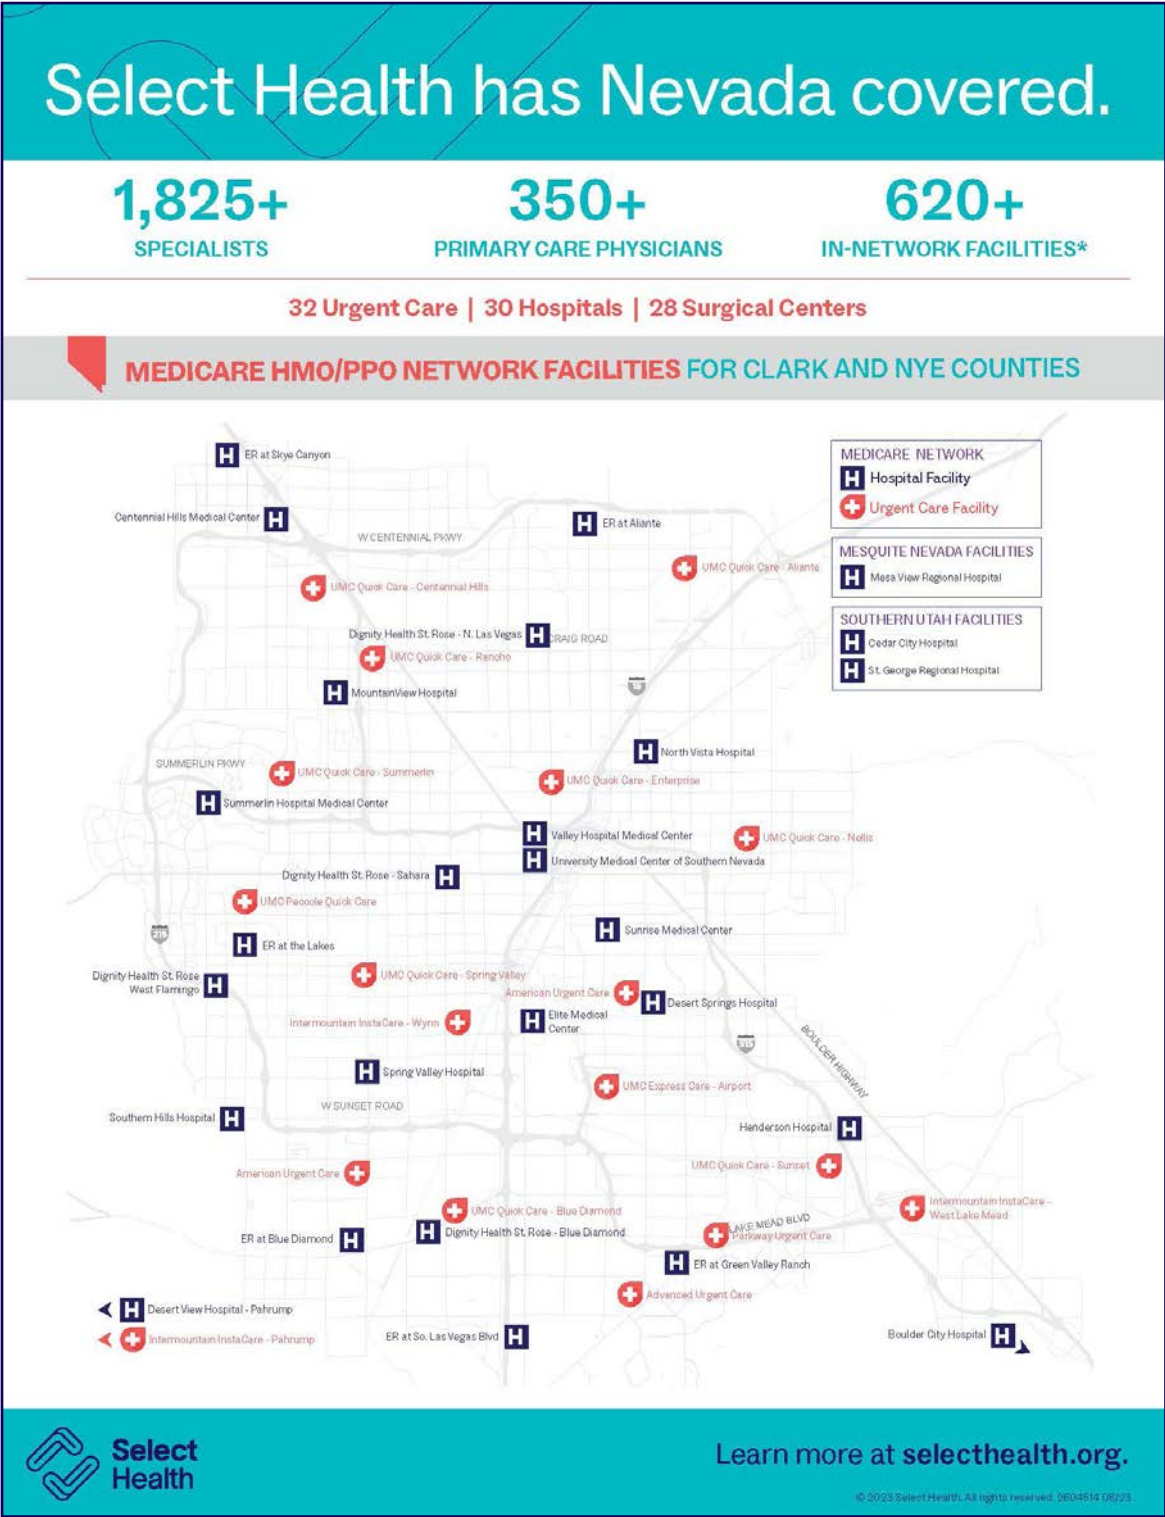 Select Health has Nevada covered.
1,825+
SPECIALISTS
350+
PRIMARY CARE PHYSICIANS
620+
IN-NETWORK FACILITIES*
32 Urgent Care | 30 Hospitals | 28 Surgical Centers
MEDICARE HMO/PPO NETWORK FACILITIES FOR CLARK AND NYE COUNTIES
H ER at Skye Canyon
Centennial Hills Medical Center H
W CENTENNIAL PKWY
H ER at Aliante
UMC Quick Care - Aliante
UMC Quick Care - Centennial Hills
MEDICARE NETWORK
H Hospital Facility
Urgent Care Facility
MESQUITE NEVADA FACILITIES
H Mesa View Regional Hospital
SOUTHERN UTAH FACILITIES
H Cedar City Hospital
H St. George Regional Hospital
Dignity Health St. Rose - N. Las Vegas H
CRAIG ROAD
UMC Quick Care - Rancho
H MountainView Hospital
15
H North Vista Hospital
SUMMERLIN PKWY
UMC Quick Care - Summerlin
UMC Quick Care - Enterprise
H Summerlin Hospital Medical Center
H Valley Hospital Medical Center
UMC Quick Care - Nellis
H University Medical Center of Southern Nevada
Dignity Health St. Rose - Sahara H
UMC Peccole Quick Care
H Sunrise Medical Center
215
H ER at the Lakes
UMC Quick Care - Spring Valley
Dignity Health St. Rose
West Flamingo H
American Urgent Care
H Desert Springs Hospital
Intermountain InstaCare - Wynn
H Elite Medical
Center
515
BOULDER HIGHWAY
H Spring Valley Hospital
UMC Express Care - Airport
W SUNSET ROAD
Southern Hills Hospital H
Henderson Hospital H
UMC Quick Care - Sunset
American Urgent Care
Intermountain InstaCare -
West Lake Mead
UMC Quick Care - Blue Diamond
H Dignity Health St. Rose - Blue Diamond
ER at Blue Diamond H
LAKE MEAD BLVD
Parkway Urgent Care
H ER at Green Valley Ranch
Advanced Urgent Care
H Desert View Hospital - Pahrump
Intermountain InstaCare - Pahrump
ER at So. Las Vegas Blvd H
Boulder City Hospital H
Select
Health
Learn more at selecthealth.org.
© 2023 Select Health. All rights reserved. 2604514 08/23